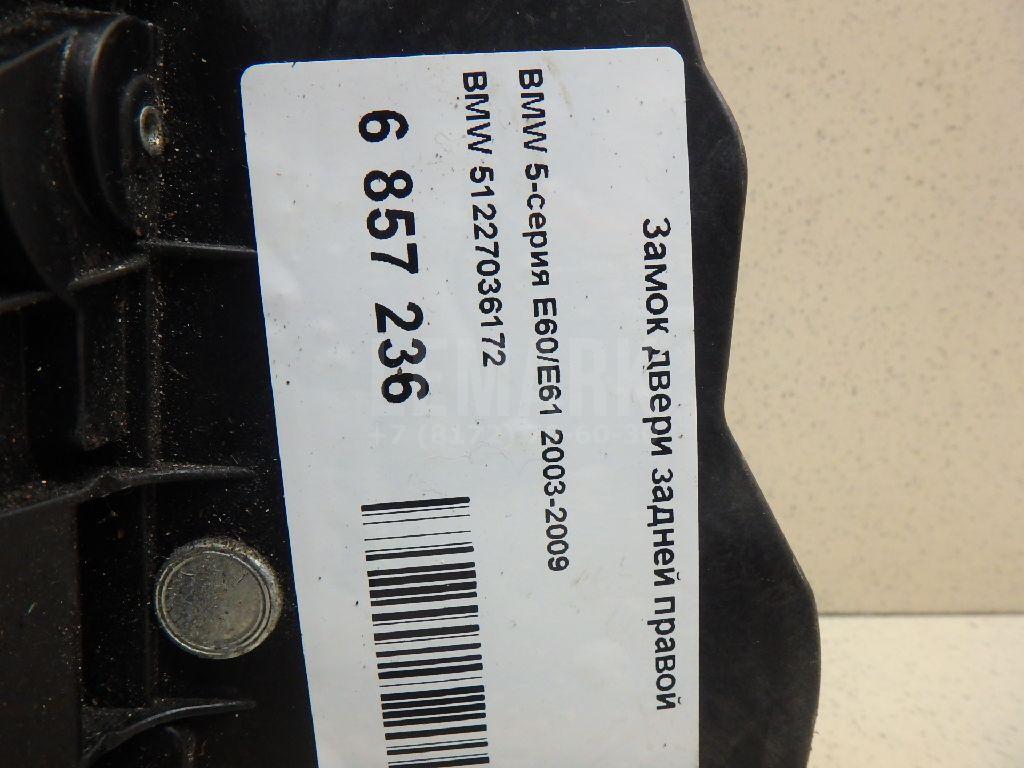 Замок двери задней правой
BMW 5-серия E60/E61 2003-2009
BMW 51227036172
6 857 236